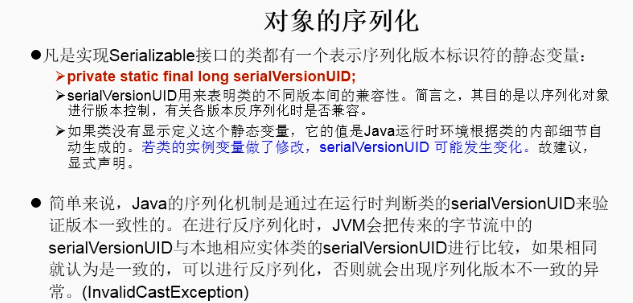 对象的序列化
●凡是实现Serializable接口的类都有一个表示序列化版本标识符的静态变量：
➢private static final long serialVersionUID;
➢serialVersionUID用来表明类的不同版本间的兼容性。简言之，其目的是以序列化对象
进行版本控制，有关各版本反序列化时是否兼容。
➢如果类没有显示定义这个静态变量，它的值是Java运行时环境根据类的内部细节自
动生成的。若类的实例变量做了修改，serialVersionUID 可能发生变化。故建议，
显式声明。
● 简单来说，Java的序列化机制是通过在运行时判断类的serialVersionUID来验
证版本一致性的。在进行反序列化时，JVM会把传来的字节流中的
serialVersionUID与本地相应实体类的serialVersionUID进行比较，如果相同
就认为是一致的，可以进行反序列化，否则就会出现序列化版本不一致的异
常。(InvalidCastException)